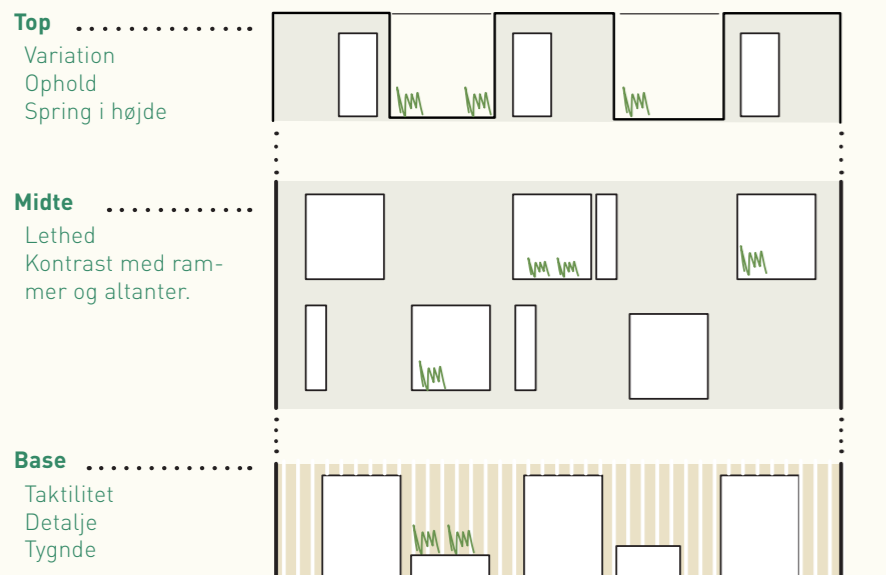 Top
Variation
Ophold
Spring i højde
Midte
Lethed
Kontrast med ram-
mer og altanter.
Base
Taktilitet
Detalje
Tygnde